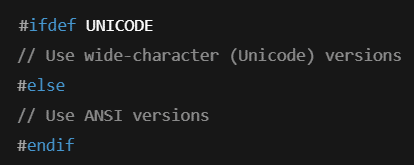 #ifdef UNICODE
// Use wide-character (Unicode) versions
#else
// Use ANSI versions
#endif